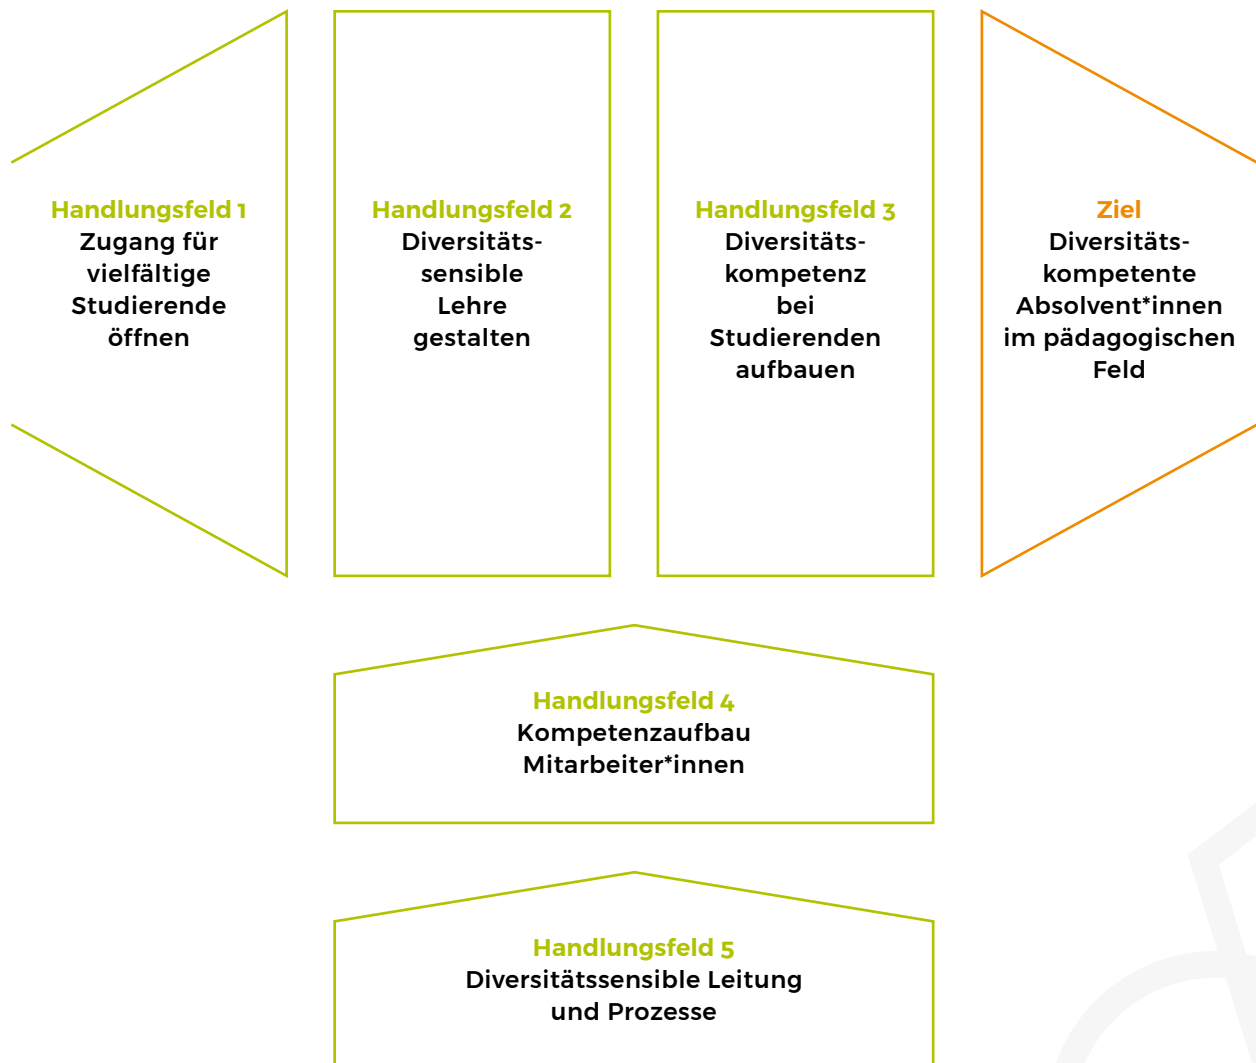 Handlungsfeld 1
Zugang für
vielfältige
Studierende
öffnen
Handlungsfeld 2
Diversitäts-
sensible
Lehre
gestalten
Handlungsfeld 3
Diversitäts-
kompetenz
bei
Studierenden
aufbauen
Ziel
Diversitäts-
kompetente
Absolvent*innen
im pädagogischen
Feld
Handlungsfeld 4
Kompetenzaufbau
Mitarbeiter*innen
Handlungsfeld 5
Diversitätssensible Leitung
und Prozesse